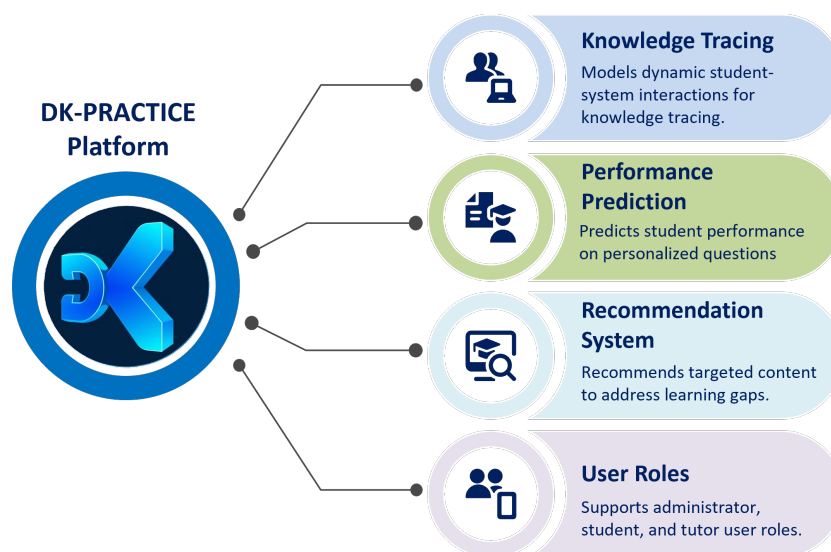 DK-PRACTICE
Platform
Knowledge Tracing
Models dynamic student-
system interactions for
knowledge tracing.
Performance
Prediction
Predicts student performance
on personalized questions
Recommendation
System
Recommends targeted content
to address learning gaps.
User Roles
Supports administrator,
student, and tutor user roles.
DK